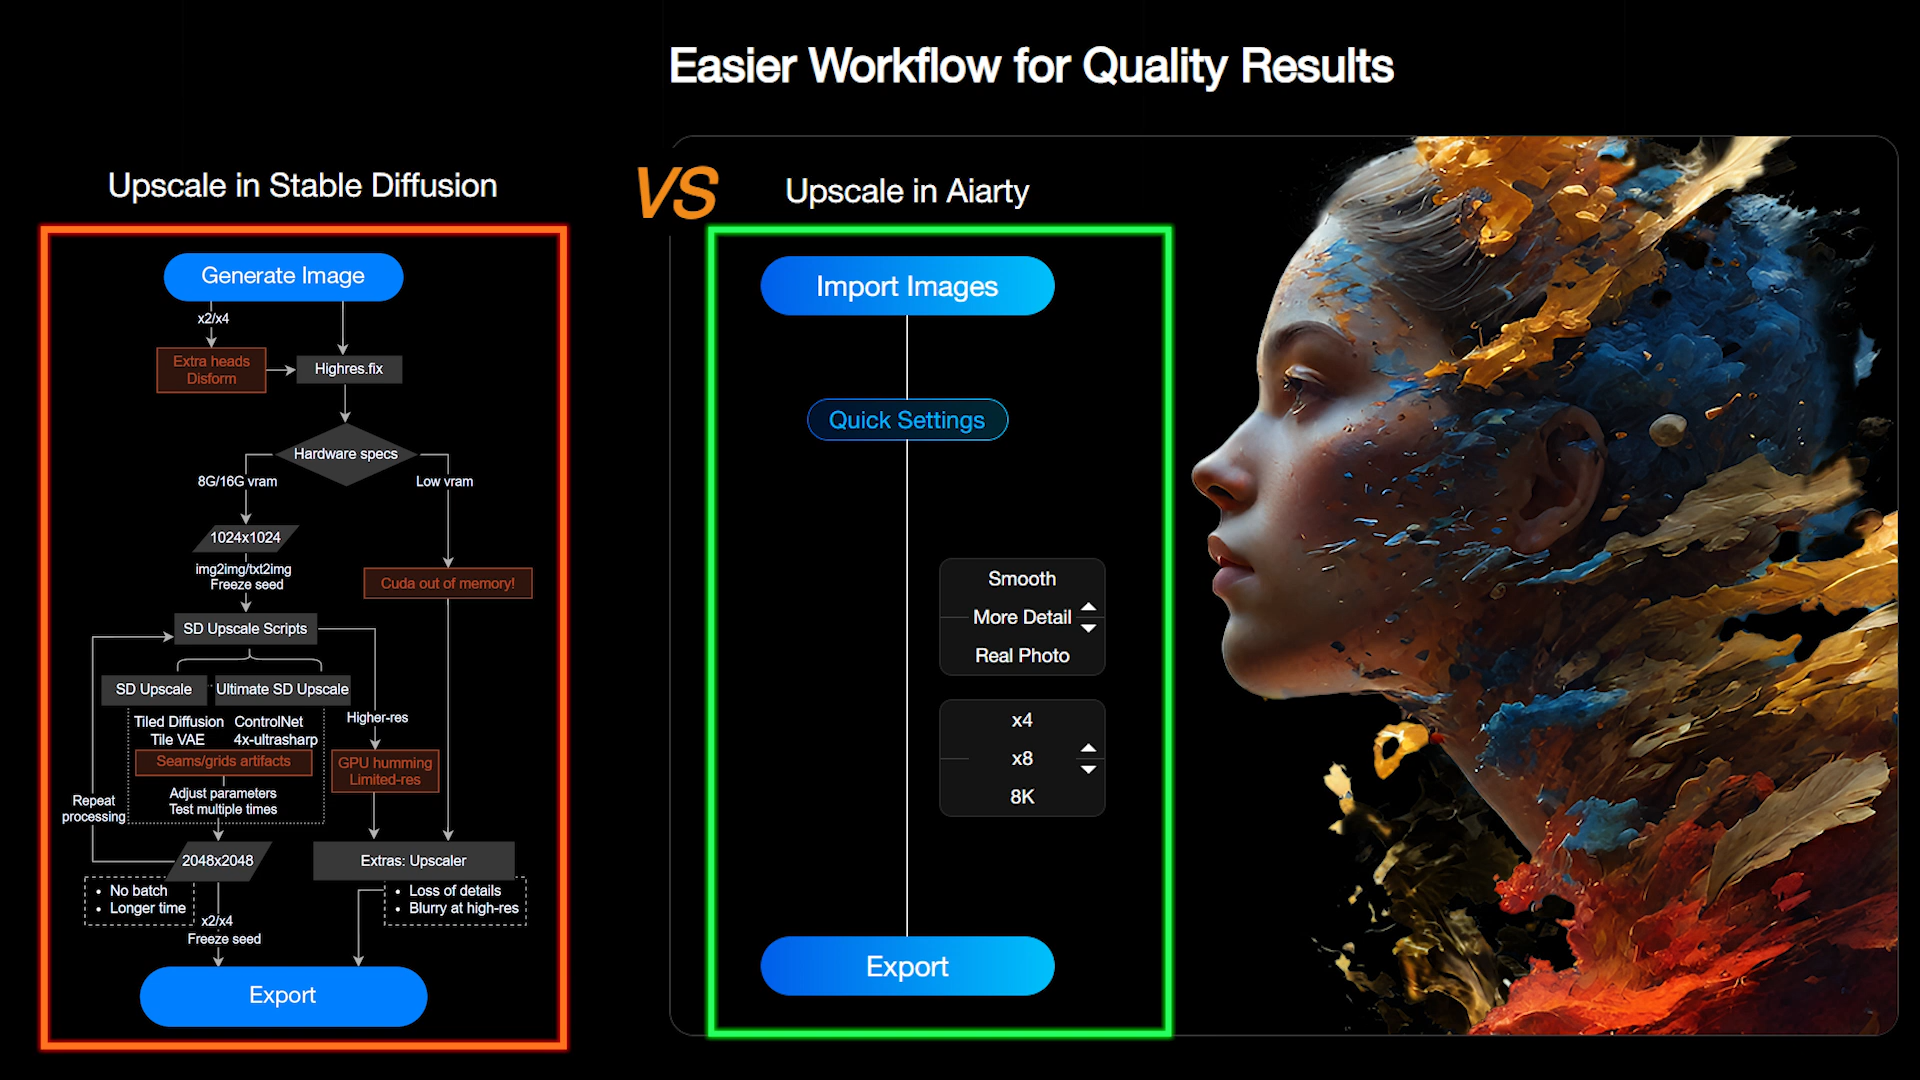 Easier Workflow for Quality Results
Upscale in Stable Diffusion
VS
Upscale in Aiarty
Generate Image
x2/x4
Extra heads
Disform
Highres.fix
Hardware specs
8G/16G vram
Low vram
1024x1024
img2img/txt2img
Freeze seed
Cuda out of memory!
SD Upscale Scripts
SD Upscale
Ultimate SD Upscale
Tiled Diffusion
ControlNet
Tile VAE
4x-ultrasharp
Seams/grids artifacts
Adjust parameters
Test multiple times
Higher-res
GPU humming
Limited-res
Repeat
processing
2048x2048
Extras: Upscaler
• No batch
• Longer time
• Loss of details
• Blurry at high-res
x2/x4
Freeze seed
Export
Import Images
Quick Settings
Smooth
More Detail
Real Photo
x4
x8
8K
Export